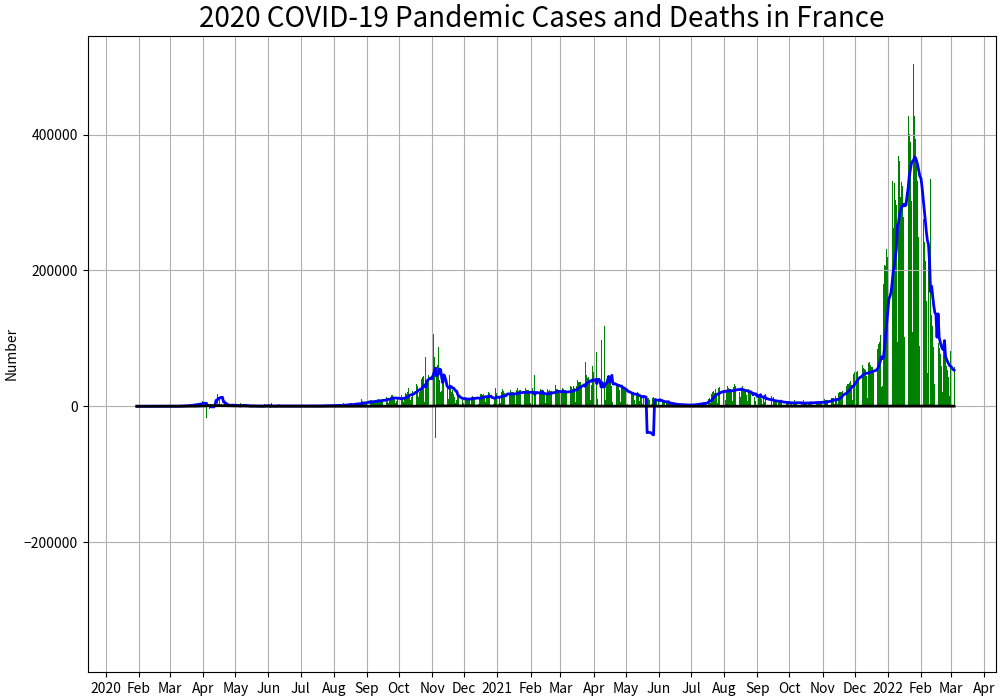 2020 COVID-19 Pandemic Cases and Deaths in France
Number
400000
200000
0
−200000
2020 Feb Mar Apr May Jun Jul Aug Sep Oct Nov Dec 2021 Feb Mar Apr May Jun Jul Aug Sep Oct Nov Dec 2022 Feb Mar Apr